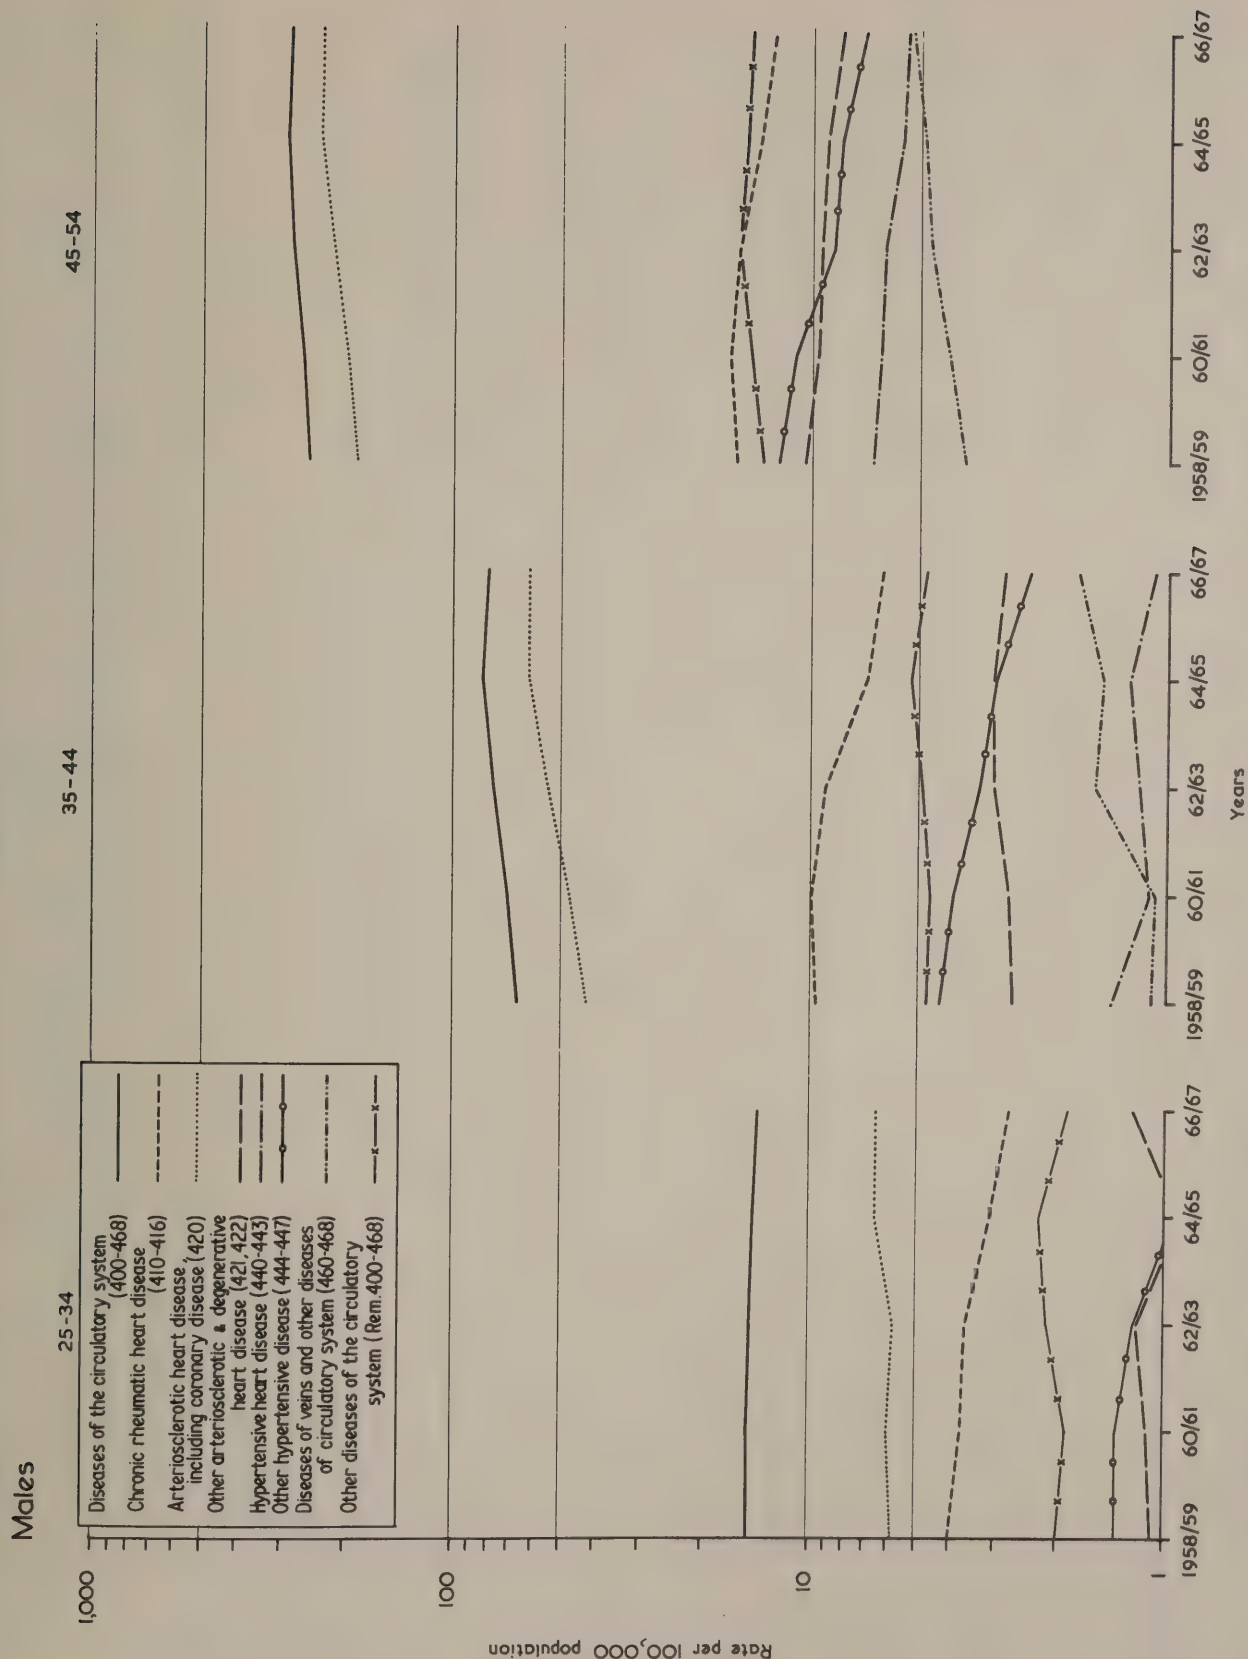 Males
25-34
35-44
45-54
Diseases of the circulatory system
(400-468)
Chronic rheumatic heart disease
(410-416)
Arteriosclerotic heart disease,
including coronary disease (420)
Other arteriosclerotic & degenerative
heart disease (421,422)
Hypertensive heart disease (440-443)
Other hypertensive disease (444-447)
Diseases of veins and other diseases
of circulatory system (460-468)
Other diseases of the circulatory
system (Rem.400-468)
Rate per 100,000 population
1,000
100
10
1
1958/59 60/61 62/63 64/65 66/67
1958/59 60/61 62/63 64/65 66/67
1958/59 60/61 62/63 64/65 66/67
Years